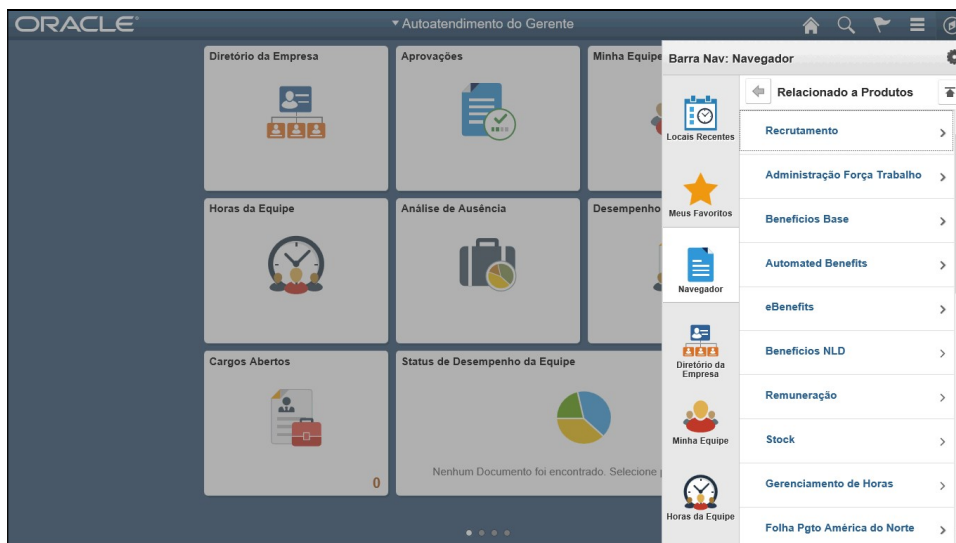 ORACLE
Autoatendimento do Gerente
Diretório da Empresa
Aprovações
Minha Equipe
Horas da Equipe
Análise de Ausência
Desempenho
Cargos Abertos
0
Status de Desempenho da Equipe
Nenhum Documento foi encontrado. Selecione
Barra Nav: Navegador
Locais Recentes
Meus Favoritos
Navegador
Diretório da
Empresa
Minha Equipe
Horas da Equipe
Relacionado a Produtos
Recrutamento
Administração Força Trabalho
Benefícios Base
Automated Benefits
eBenefits
Benefícios NLD
Remuneração
Stock
Gerenciamento de Horas
Folha Pgto América do Norte